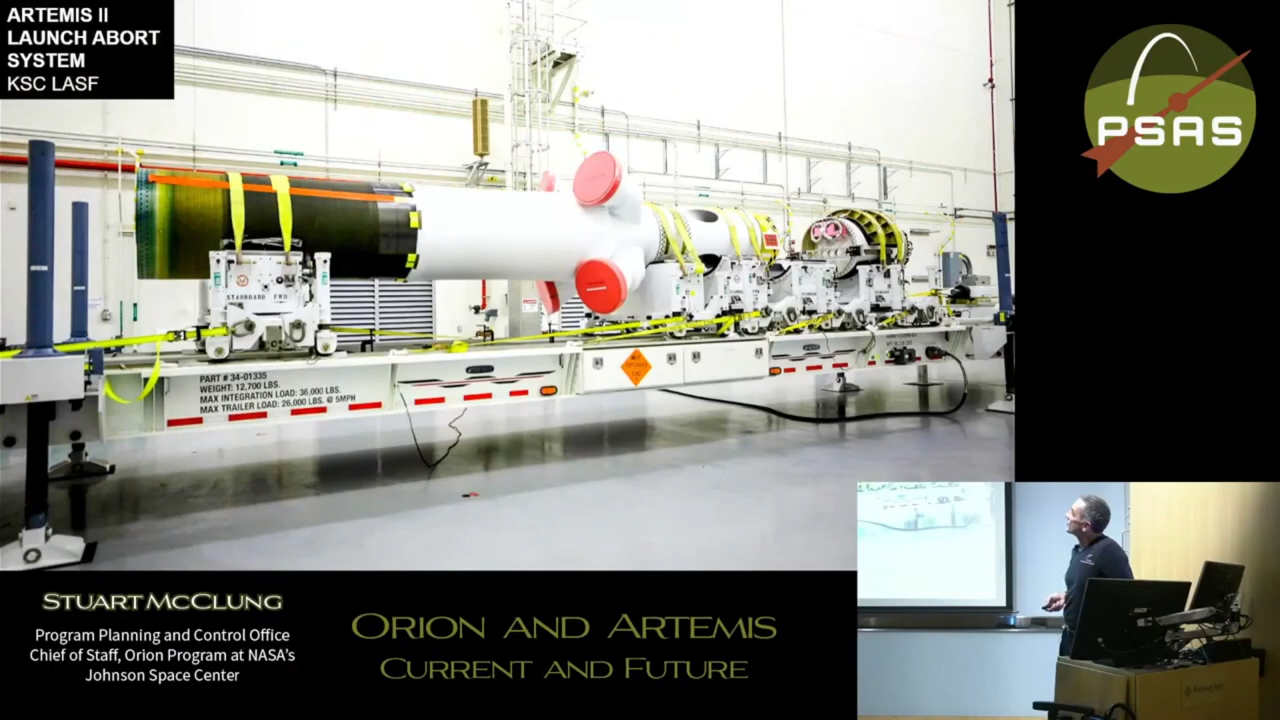 ARTEMIS II
LAUNCH ABORT
SYSTEM
KSC LASF
PSAS
STARBOARD FWD
PART # 34-01335
WEIGHT: 12,700 LBS.
MAX INTEGRATION LOAD: 36,000 LBS.
MAX TRAILER LOAD: 26,000 LBS. @ 5MPH
STUART MCCLUNG
Program Planning and Control Office
Chief of Staff, Orion Program at NASA's
Johnson Space Center
ORION AND ARTEMIS
CURRENT AND FUTURE